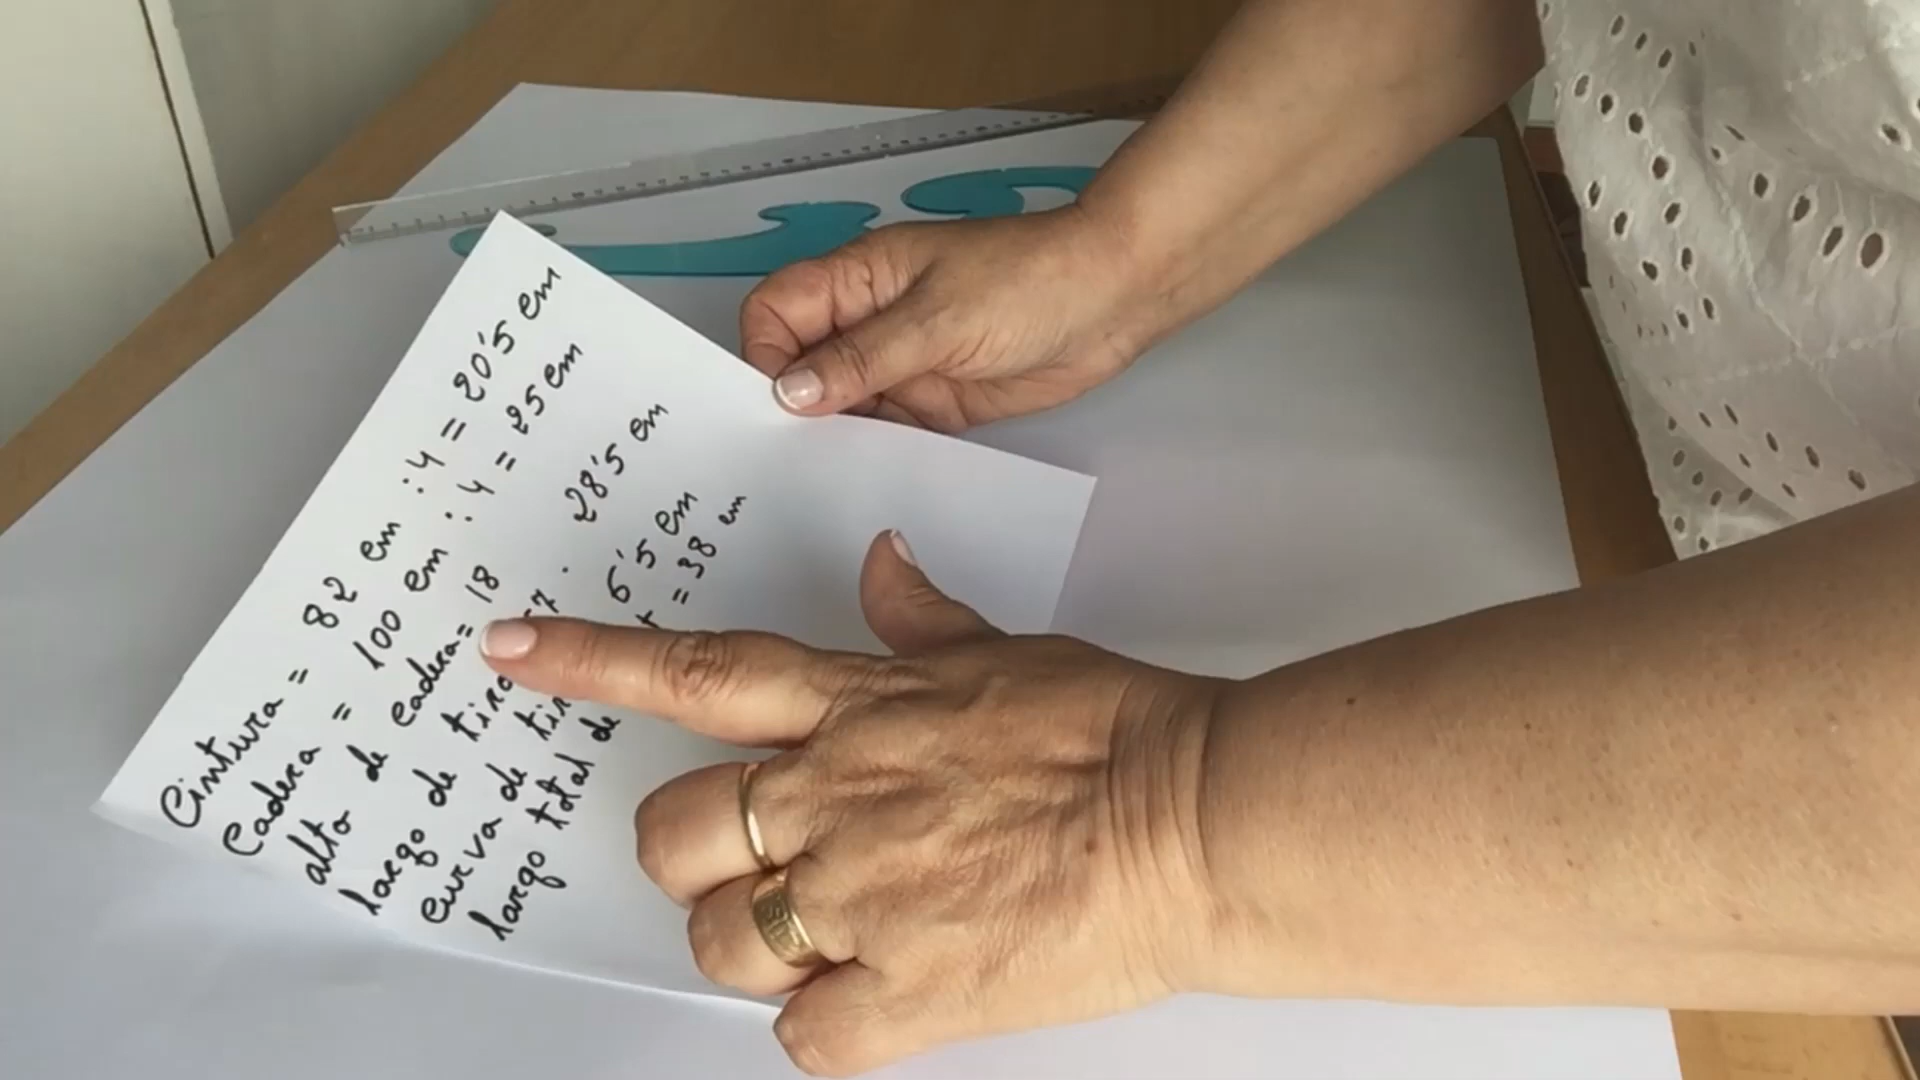 Cintura = 82 cm : 4 = 20'5 cm
Cadera = 100 cm : 4 = 25 cm
alto de cadera = 18
largo de 28'5 cm
curva de 6'5 cm
largo total de = 38 cm